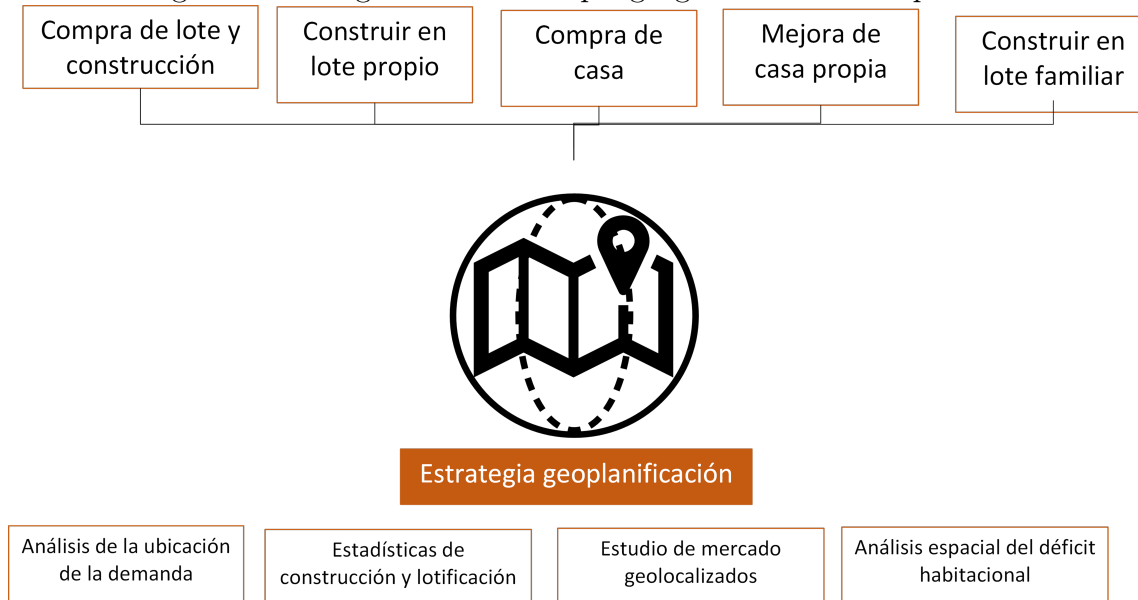 Compra de lote y
construcción
Construir en
lote propio
Compra de
casa
Mejora de
casa propia
Construir en
lote familiar
Estrategia geoplanificación
Análisis de la ubicación
de la demanda
Estadísticas de
construcción y lotificación
Estudio de mercado
geolocalizados
Análisis espacial del déficit
habitacional